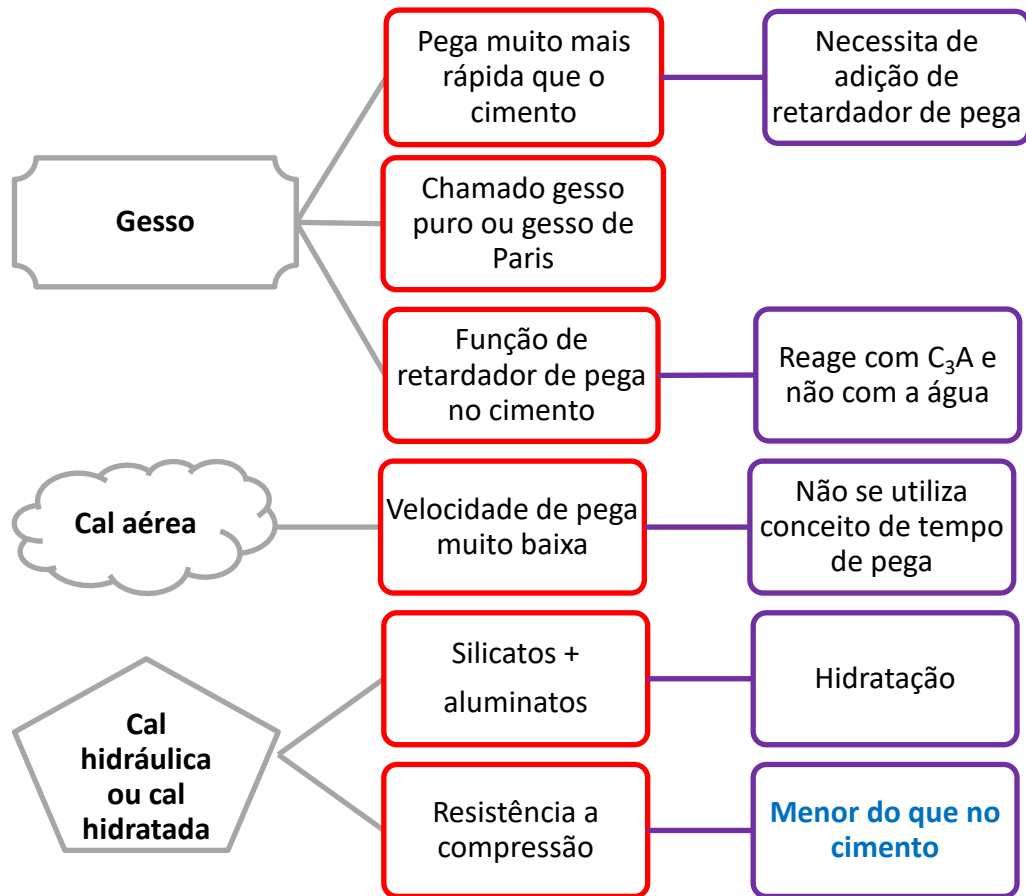 Gesso
Pega muito mais
rápida que o
cimento
Necessita de
adição de
retardador de pega
Chamado gesso
puro ou gesso de
Paris
Função de
retardador de pega
no cimento
Reage com C₃A e
não com a água
Cal aérea
Velocidade de pega
muito baixa
Não se utiliza
conceito de tempo
de pega
Cal
hidráulica
ou cal
hidratada
Silicatos +
aluminatos
Hidratação
Resistência a
compressão
Menor do que no
cimento